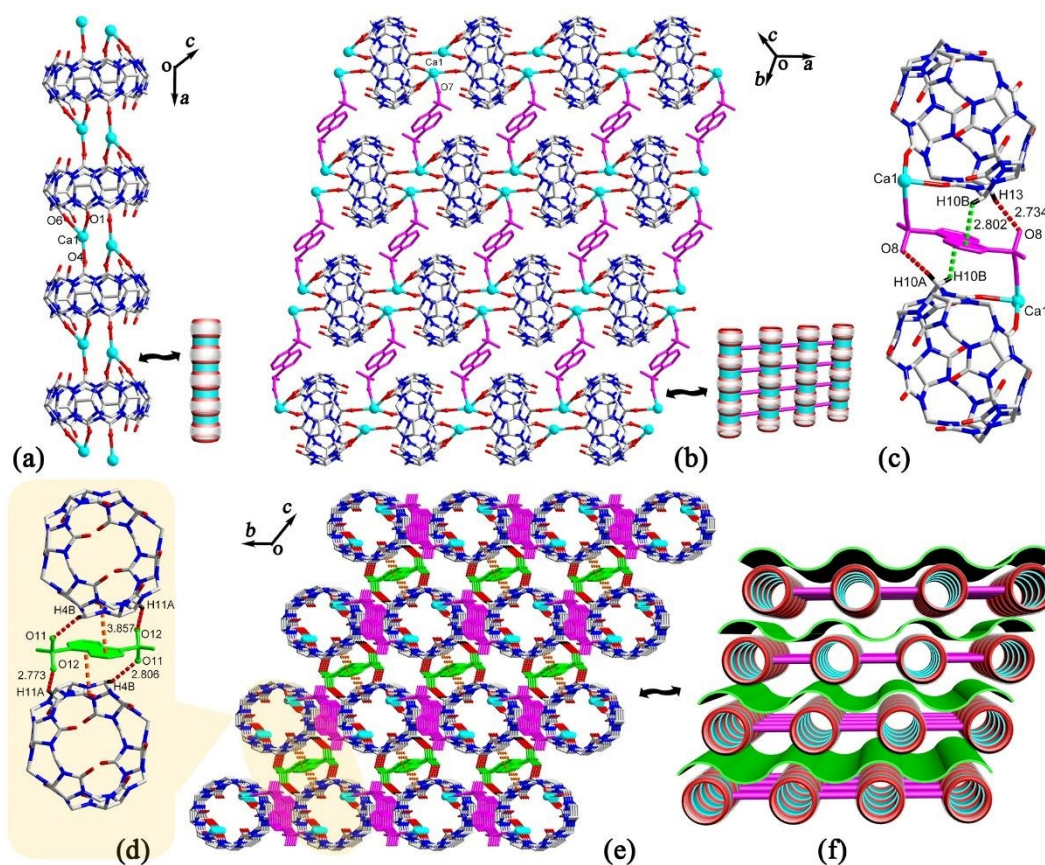 c
o
a
O6
O1
Ca1
O4
(a)
Ca1
O7
c
o
a
b
(b)
Ca1
H10B
H13
2.734
2.802
O8
O8
H10A
H10B
Ca1
(c)
H4B
H11A
3.857
O11
O12
O12
O11
2.773
2.806
H11A
H4B
(d)
c
b
o
(e)
(f)